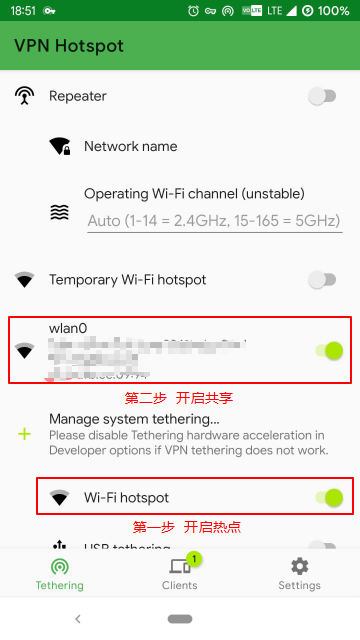 18:51
VoLTE LTE 100%
VPN Hotspot
Repeater
Network name
Operating Wi-Fi channel (unstable)
Auto (1-14 = 2.4GHz, 15-165 = 5GHz)
Temporary Wi-Fi hotspot
wlan0
第二步 开启共享
Manage system tethering...
Please disable Tethering hardware acceleration in
Developer options if VPN tethering does not work.
Wi-Fi hotspot
第一步 开启热点
USB tethering
1
Tethering
Clients
Settings